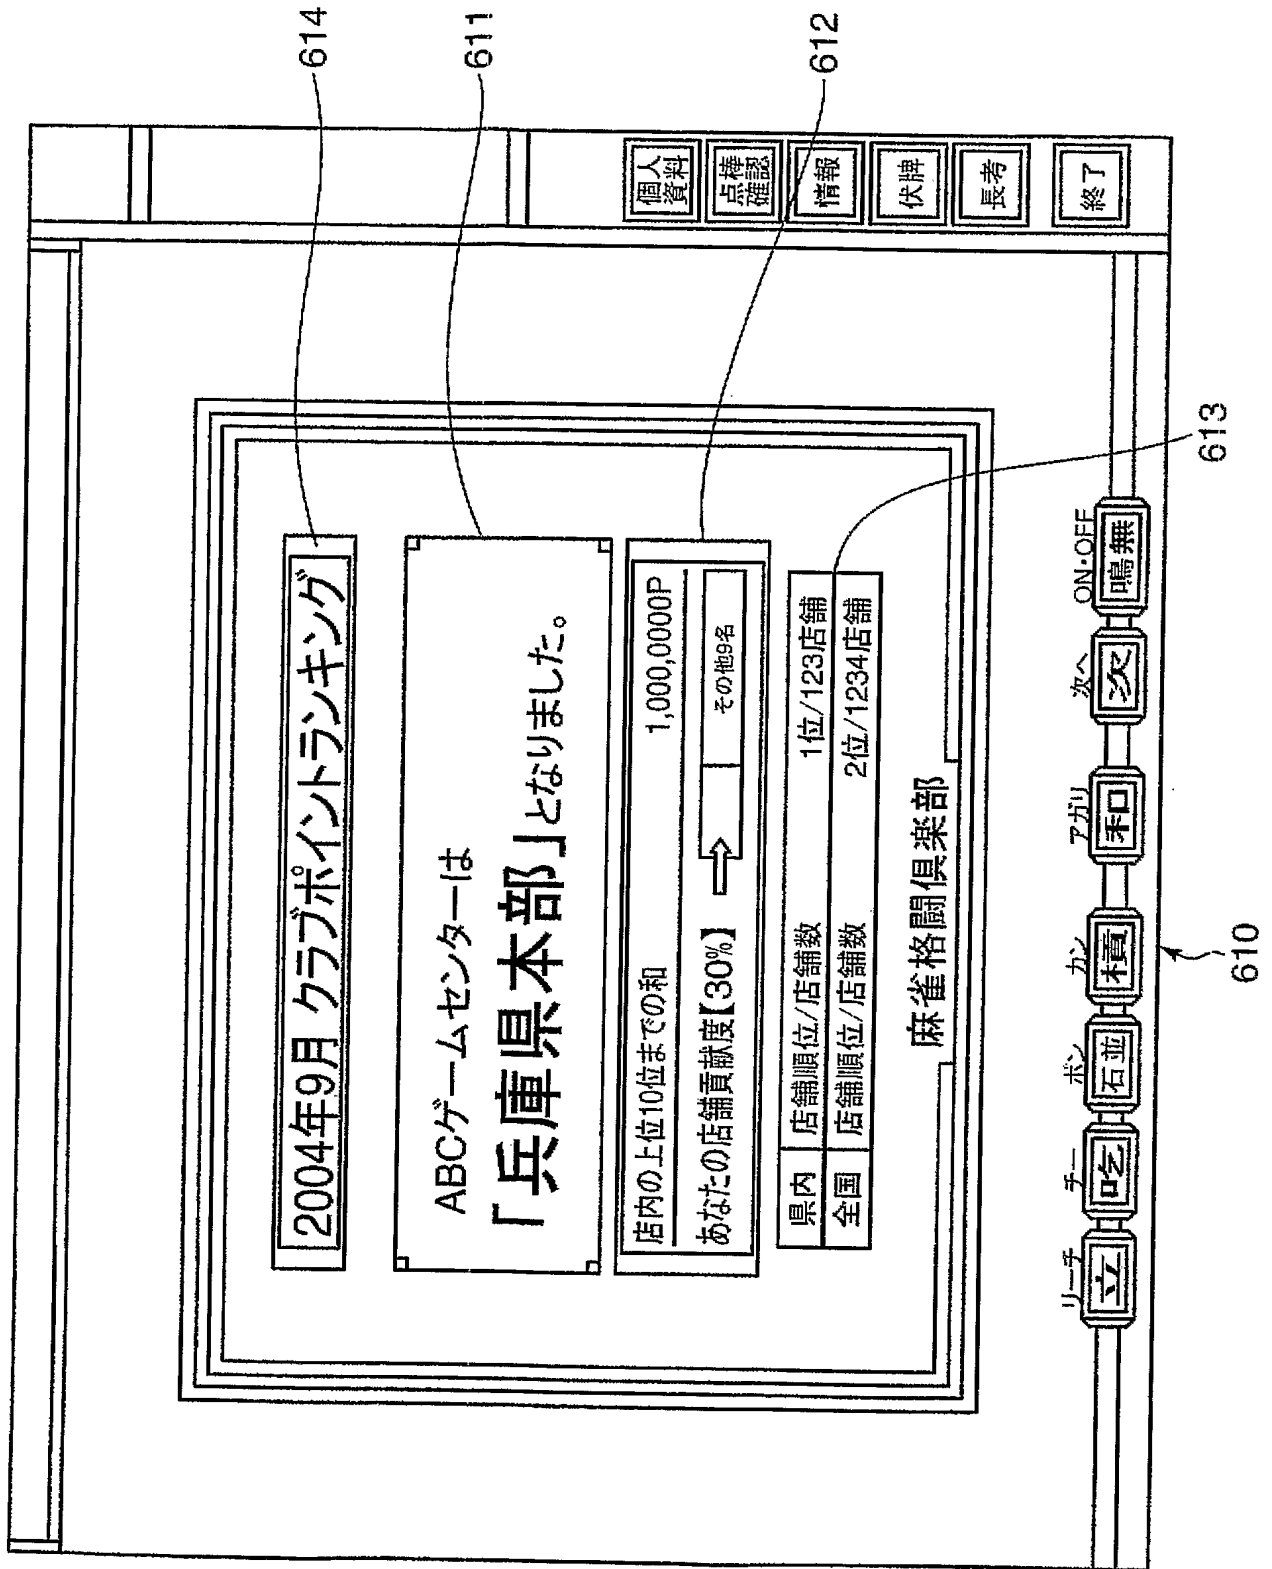 614
2004年9月 クラブポイントランキング
611
ABCゲームセンターは
「兵庫県本部」となりました。
612
店内の上位10位までの和 1,000,0000P
あなたの店舗貢献度【30%】 その他9名
県内 店舗順位/店舗数 1位/123店舗
全国 店舗順位/店舗数 2位/1234店舗
613
麻雀格闘倶楽部
個人
資料
点棒
確認
情報
伏牌
長考
終了
リーチ チー ポン カン アガリ 次へ ON・OFF
立 吃 石並 槓 和 次 鳴無
610